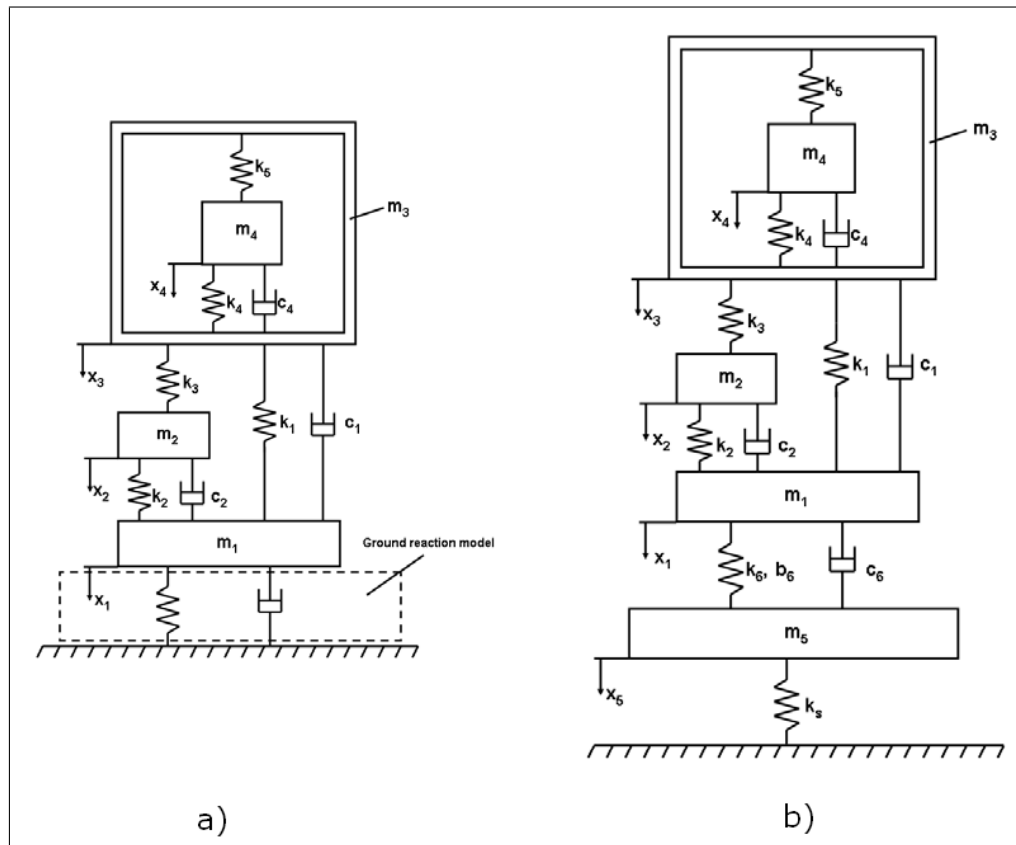 k₅
m₄
m₃
x₄
k₄
c₄
x₃
k₃
k₁
c₁
m₂
x₂
k₂
c₂
m₁
Ground reaction model
x₁
a)
k₅
m₃
m₄
x₄
k₄
c₄
x₃
k₃
k₁
c₁
m₂
x₂
k₂
c₂
m₁
x₁
k₆, b₆
c₆
m₅
x₅
kₛ
b)